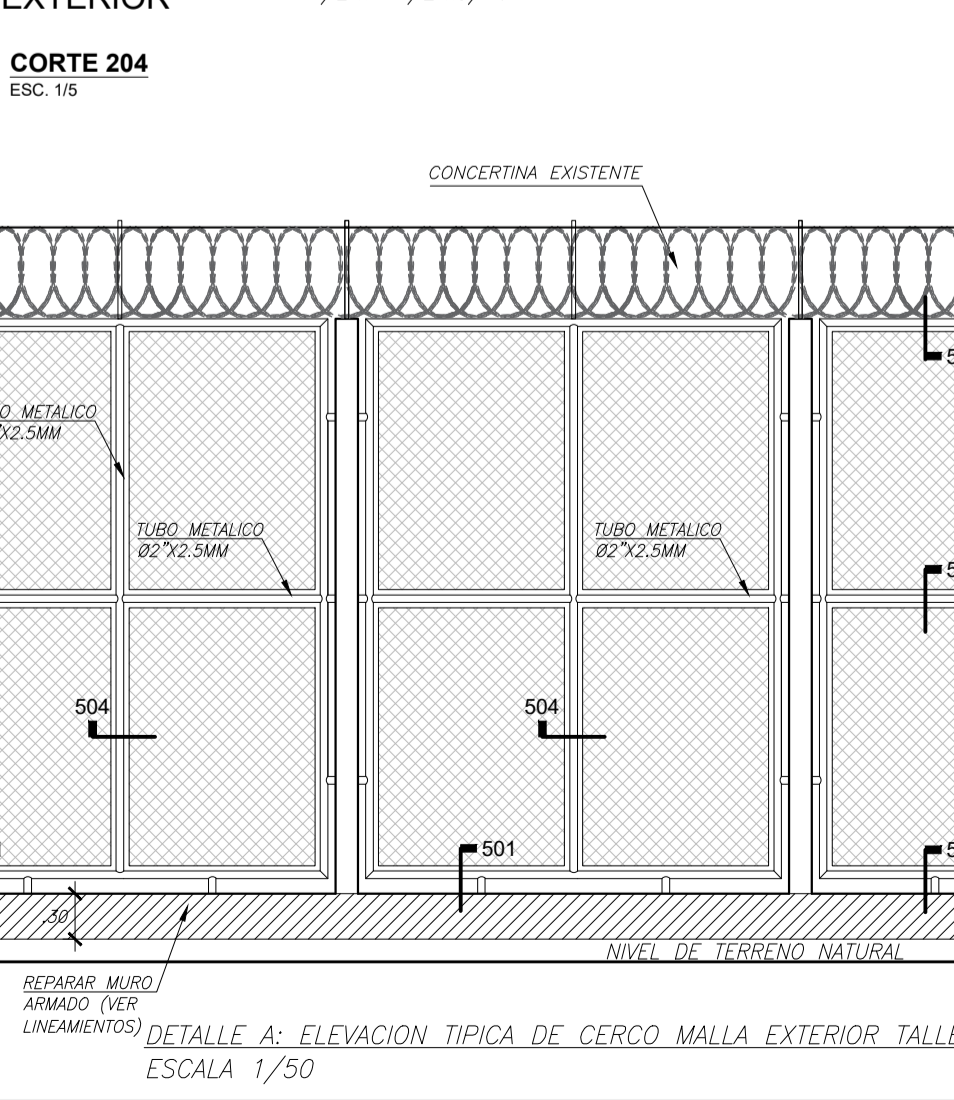 EXTERIOR
CORTE 204
ESC. 1/5
CONCERTINA EXISTENTE
METALICO
X2.5MM
TUBO METALICO
Ø2"X2.5MM
TUBO METALICO
Ø2"X2.5MM
504
504
501
.30
NIVEL DE TERRENO NATURAL
REPARAR MURO
ARMADO (VER
LINEAMIENTOS)
DETALLE A: ELEVACION TIPICA DE CERCO MALLA EXTERIOR TALLE
ESCALA 1/50